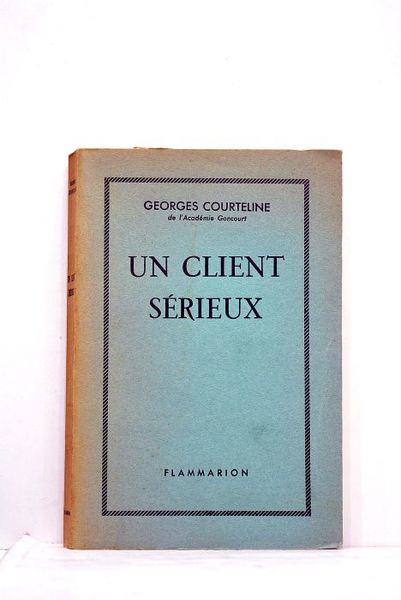 GEORGES COURTELINE
de l'Académie Goncourt
UN CLIENT
SÉRIEUX
FLAMMARION